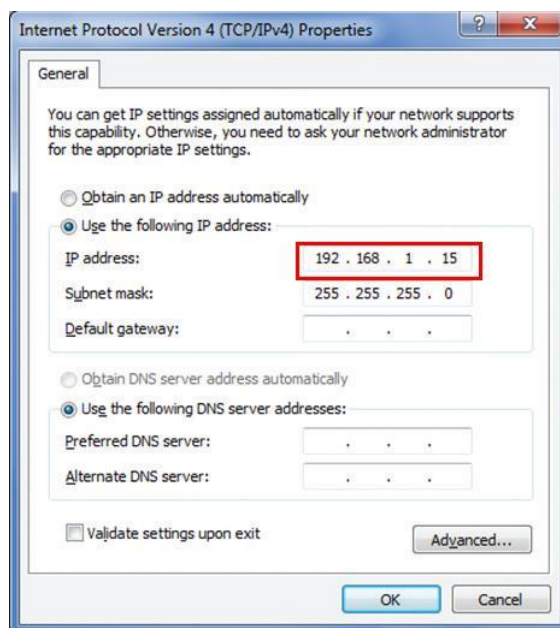 Internet Protocol Version 4 (TCP/IPv4) Properties
General
You can get IP settings assigned automatically if your network supports
this capability. Otherwise, you need to ask your network administrator
for the appropriate IP settings.
Obtain an IP address automatically
Use the following IP address:
IP address: 192 . 168 . 1 . 15
Subnet mask: 255 . 255 . 255 . 0
Default gateway: . . .
Obtain DNS server address automatically
Use the following DNS server addresses:
Preferred DNS server: . . .
Alternate DNS server: . . .
Validate settings upon exit
Advanced...
OK Cancel